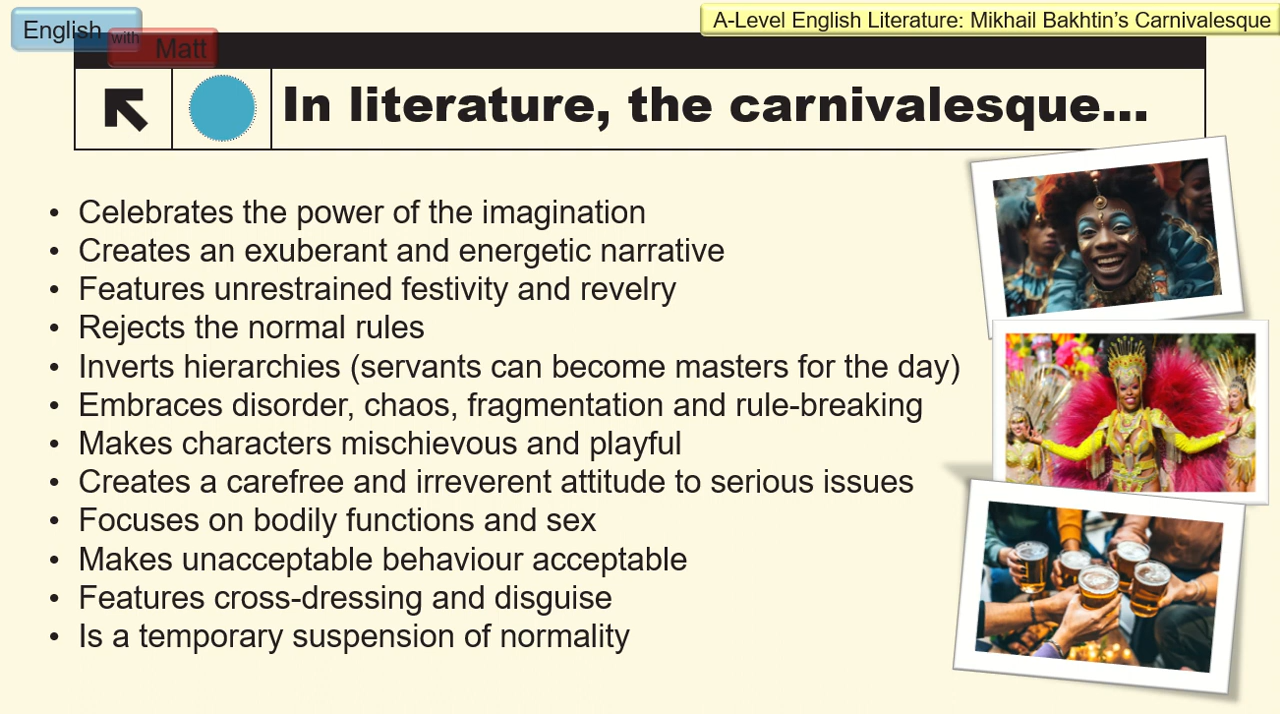 English
with
Matt
A-Level English Literature: Mikhail Bakhtin's Carnivalesque
In literature, the carnivalesque...
• Celebrates the power of the imagination
• Creates an exuberant and energetic narrative
• Features unrestrained festivity and revelry
• Rejects the normal rules
• Inverts hierarchies (servants can become masters for the day)
• Embraces disorder, chaos, fragmentation and rule-breaking
• Makes characters mischievous and playful
• Creates a carefree and irreverent attitude to serious issues
• Focuses on bodily functions and sex
• Makes unacceptable behaviour acceptable
• Features cross-dressing and disguise
• Is a temporary suspension of normality